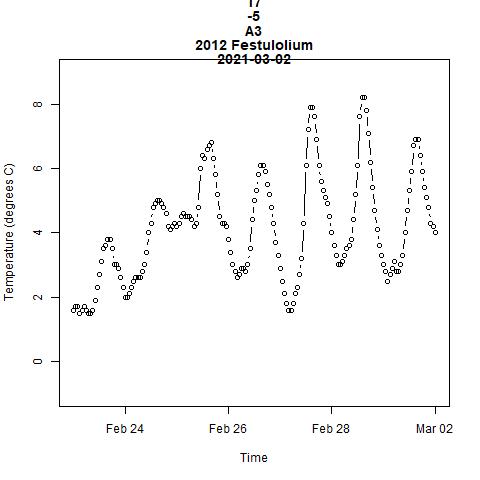 17
-5
A3
2012 Festulolium
2021-03-02
Temperature (degrees C)
8
6
4
2
0
Feb 24
Feb 26
Feb 28
Mar 02
Time